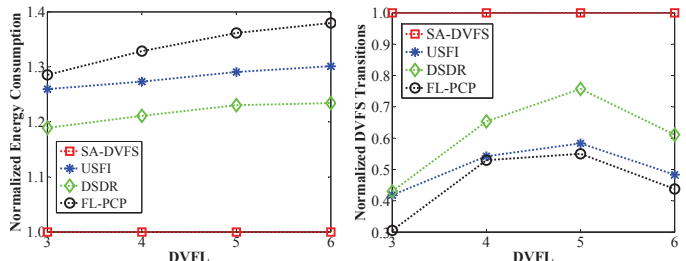 Normalized Energy Consumption
1.4
1.3
1.2
1.1
1.0
3
4
5
6
DVFL
SA-DVFS
USFI
DSDR
FL-PCP
Normalized DVFS Transitions
1.0
0.9
0.8
0.7
0.6
0.5
0.4
0.3
3
4
5
6
DVFL
SA-DVFS
USFI
DSDR
FL-PCP